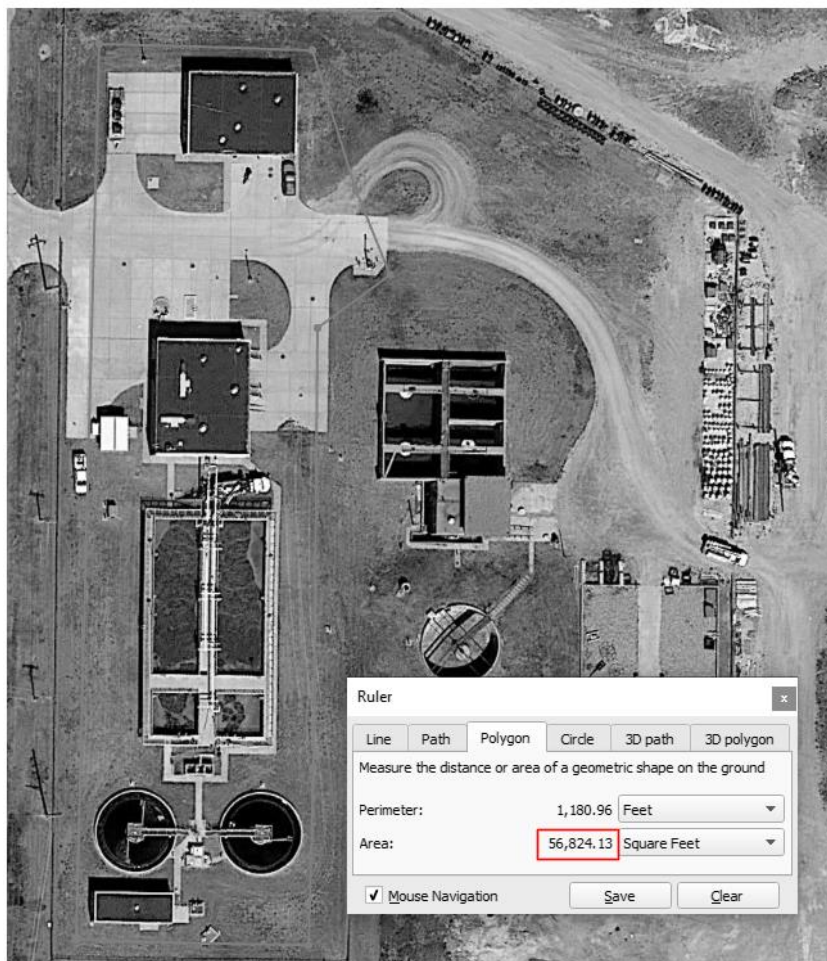 Ruler
x
Line Path Polygon Circle 3D path 3D polygon
Measure the distance or area of a geometric shape on the ground
Perimeter: 1,180.96 Feet
Area: 56,824.13 Square Feet
Mouse Navigation Save Clear